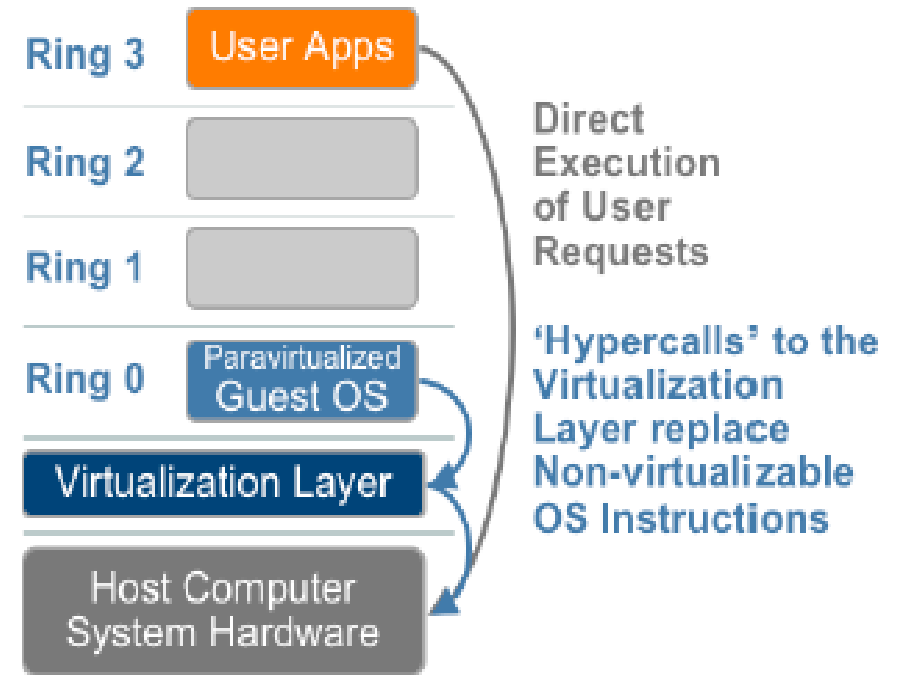 Ring 3
User Apps
Ring 2
Ring 1
Ring 0
Paravirtualized
Guest OS
Virtualization Layer
Host Computer
System Hardware
Direct
Execution
of User
Requests
‘Hypercalls’ to the
Virtualization
Layer replace
Non-virtualizable
OS Instructions